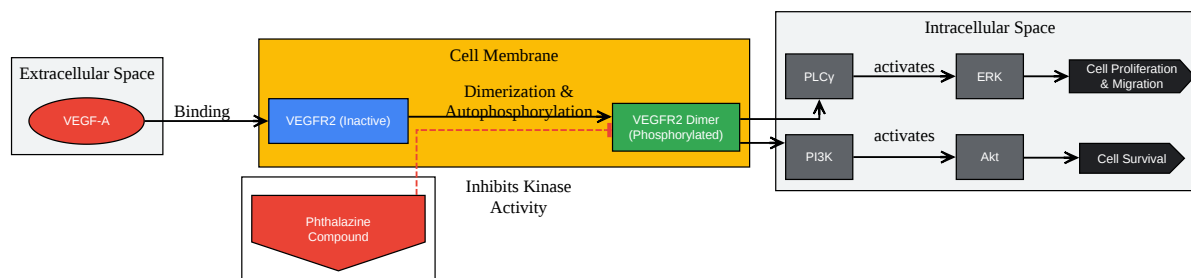 Extracellular Space
VEGF-A
Binding
Cell Membrane
VEGFR2 (Inactive)
Dimerization &
Autophosphorylation
VEGFR2 Dimer
(Phosphorylated)
Inhibits Kinase
Activity
Phthalazine
Compound
Intracellular Space
PLCγ
activates
ERK
Cell Proliferation
& Migration
PI3K
activates
Akt
Cell Survival